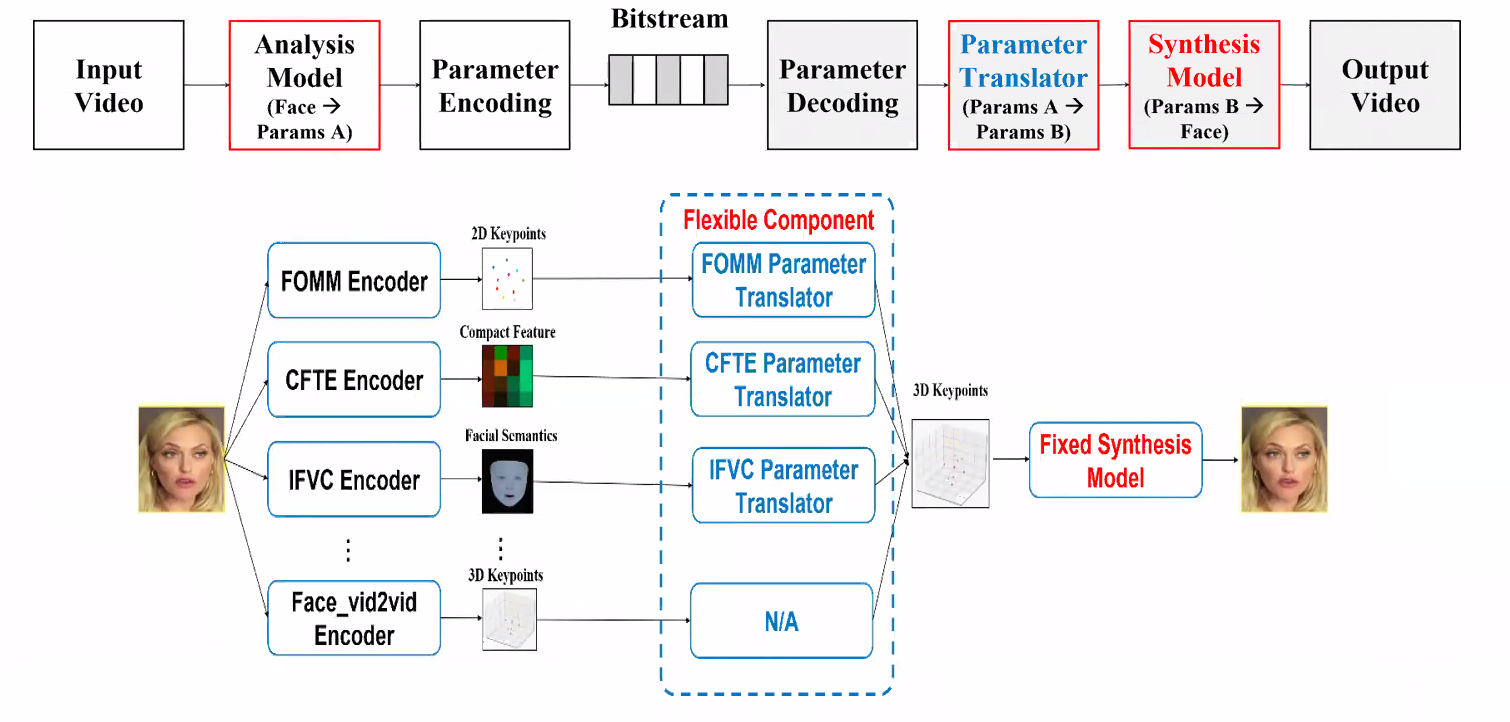 Bitstream
Input
Video
Analysis
Model
(Face →
Params A)
Parameter
Encoding
Parameter
Decoding
Parameter
Translator
(Params A →
Params B)
Synthesis
Model
(Params B →
Face)
Output
Video
Flexible Component
FOMM Encoder
2D Keypoints
FOMM Parameter
Translator
CFTE Encoder
Compact Feature
CFTE Parameter
Translator
IFVC Encoder
Facial Semantics
IFVC Parameter
Translator
⋮ ⋮
Face_vid2vid
Encoder
3D Keypoints
N/A
3D Keypoints
Fixed Synthesis
Model